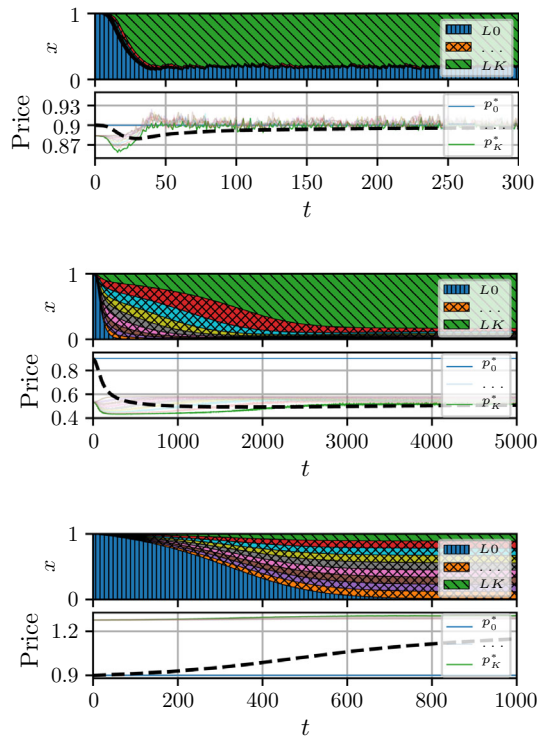 1
x
0
L0
...
LK
0.93
0.9
0.87
Price
p*0
...
p*K
0 50 100 150 200 250 300
t
1
x
0
L0
...
LK
0.8
0.6
0.4
Price
p*0
...
p*K
0 1000 2000 3000 4000 5000
t
1
x
0
L0
...
LK
1.2
0.9
Price
p*0
...
p*K
0 200 400 600 800 1000
t